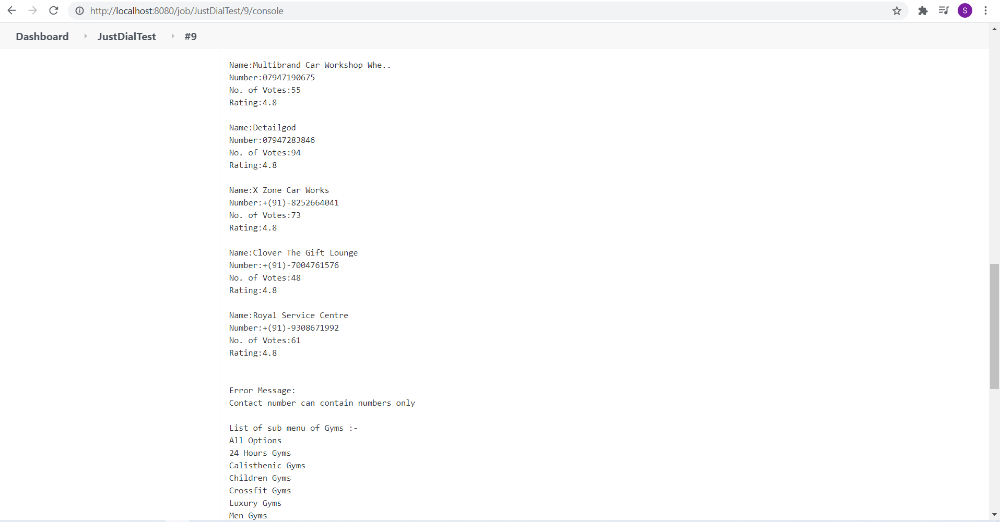 http://localhost:8080/job/JustDialTest/9/console
S
Dashboard JustDialTest #9
Name:Multibrand Car Workshop Whe..
Number:07947190675
No. of Votes:55
Rating:4.8
Name:Detailgod
Number:07947283846
No. of Votes:94
Rating:4.8
Name:X Zone Car Works
Number:+(91)-8252664041
No. of Votes:73
Rating:4.8
Name:Clover The Gift Lounge
Number:+(91)-7004761576
No. of Votes:48
Rating:4.8
Name:Royal Service Centre
Number:+(91)-9308671992
No. of Votes:61
Rating:4.8
Error Message:
Contact number can contain numbers only
List of sub menu of Gyms :-
All Options
24 Hours Gyms
Calisthenic Gyms
Children Gyms
Crossfit Gyms
Luxury Gyms
Men Gyms